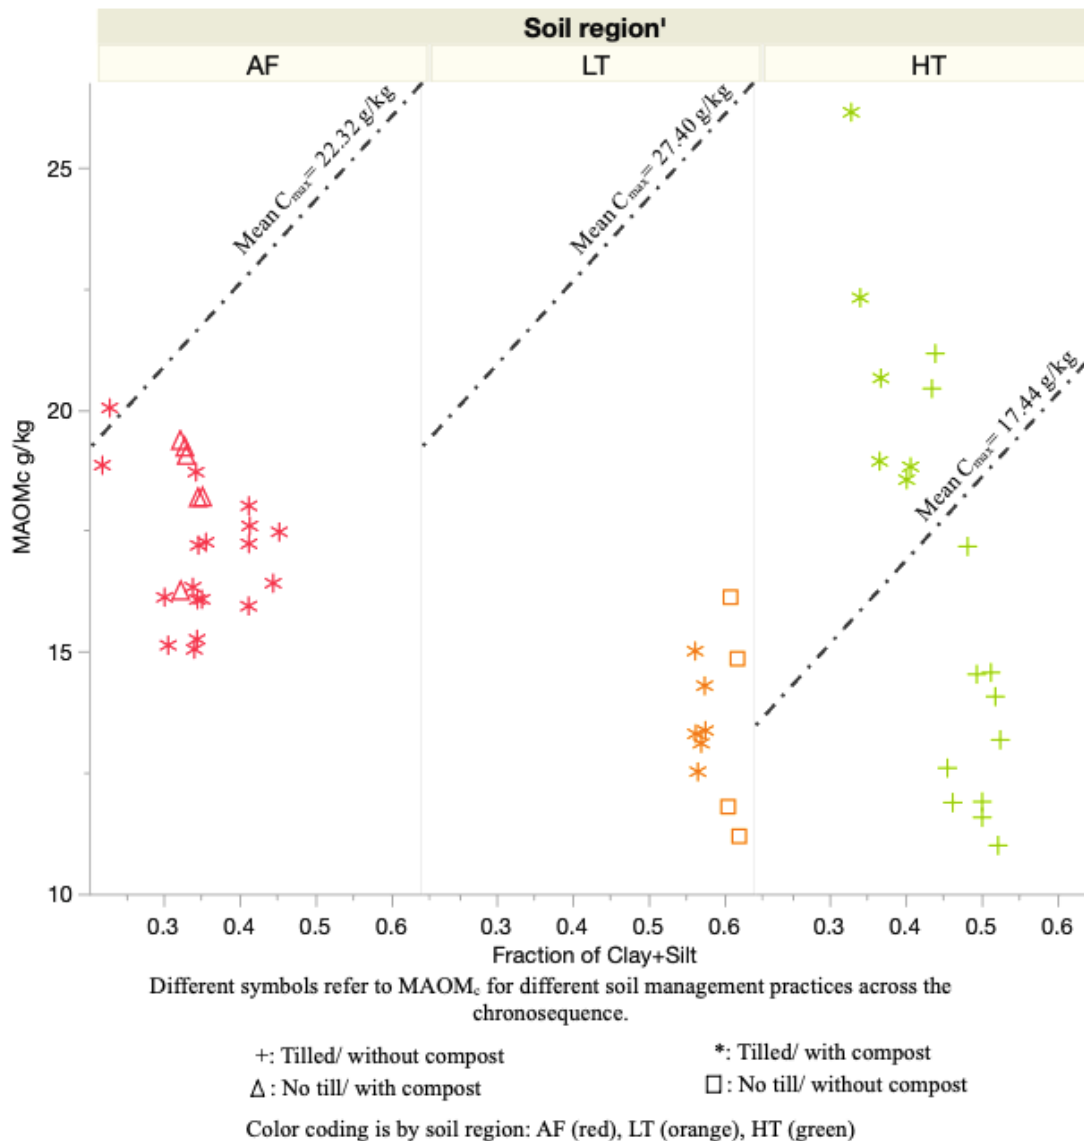 Soil region¹
AF LT HT
Mean Cmax= 22.32 g/kg
Mean Cmax= 27.40 g/kg
Mean Cmax= 17.44 g/kg
25
20
15
10
MAOMc g/kg
0.3 0.4 0.5 0.6 0.3 0.4 0.5 0.6 0.3 0.4 0.5 0.6
Fraction of Clay+Silt
Different symbols refer to MAOMc for different soil management practices across the
chronosequence.
+: Tilled/ without compost *: Tilled/ with compost
Δ: No till/ with compost □: No till/ without compost
Color coding is by soil region: AF (red), LT (orange), HT (green)